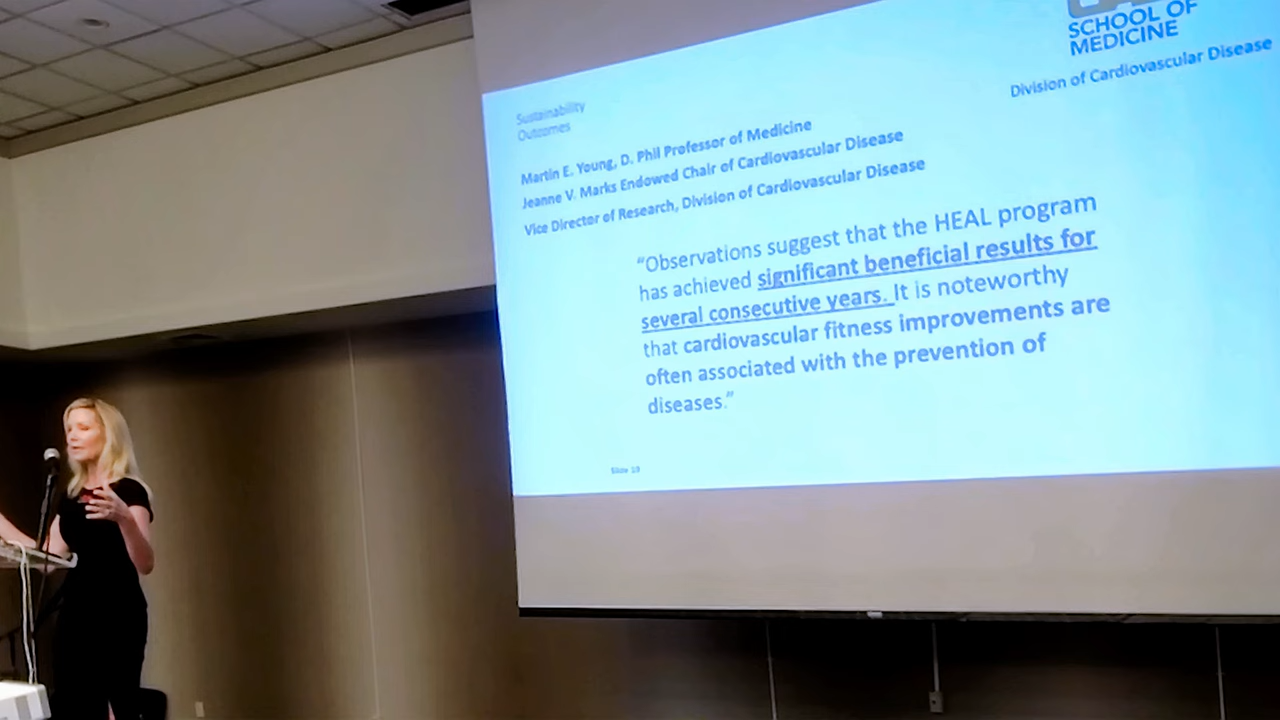 SCHOOL OF
MEDICINE
Division of Cardiovascular Disease
Sustainability
Outcomes
Martin E. Young, D. Phil Professor of Medicine
Jeanne V. Marks Endowed Chair of Cardiovascular Disease
Vice Director of Research, Division of Cardiovascular Disease
“Observations suggest that the HEAL program
has achieved significant beneficial results for
several consecutive years. It is noteworthy
that cardiovascular fitness improvements are
often associated with the prevention of
diseases.”
Slide 19